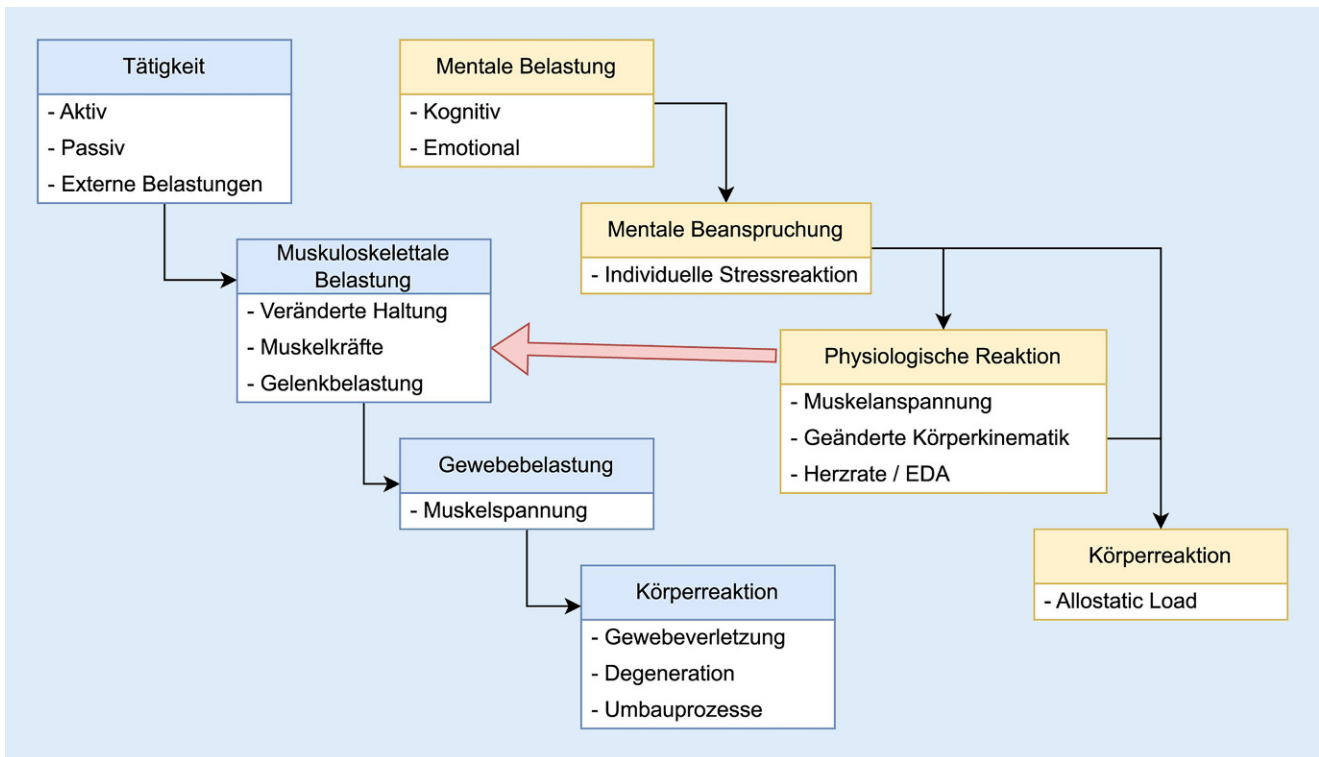 Tätigkeit
- Aktiv
- Passiv
- Externe Belastungen
Mentale Belastung
- Kognitiv
- Emotional
Mentale Beanspruchung
- Individuelle Stressreaktion
Muskuloskelettale
Belastung
- Veränderte Haltung
- Muskelkräfte
- Gelenkbelastung
Physiologische Reaktion
- Muskelanspannung
- Geänderte Körperkinematik
- Herzrate / EDA
Gewebebelastung
- Muskelspannung
Körperreaktion
- Allostatic Load
Körperreaktion
- Gewebeverletzung
- Degeneration
- Umbauprozesse